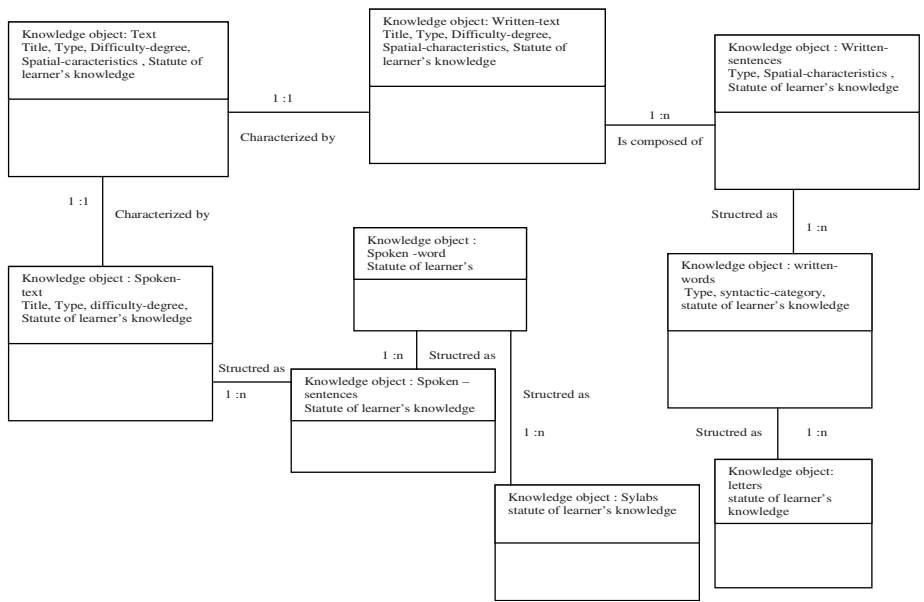 Knowledge object: Text
Title, Type, Difficulty-degree,
Spatial-caracteristics , Statute of
learner's knowledge
1 :1
Characterized by
Knowledge object: Written-text
Title, Type, Difficulty-degree,
Spatial-characteristics, Statute of
learner's knowledge
1 :n
Is composed of
Knowledge object : Written-
sentences
Type, Spatial-characteristics ,
Statute of learner's knowledge
1 :1
Characterized by
Structred as
1 :n
Knowledge object : Spoken-
text
Title, Type, difficulty-degree,
Statute of learner's knowledge
Knowledge object :
Spoken -word
Statute of learner's
Knowledge object : written-
words
Type, syntactic-category,
statute of learner's knowledge
Structred as
1 :n
1 :n
Structred as
Knowledge object : Spoken –
sentences
Statute of learner's knowledge
Structred as
1 :n
Structred as
1 :n
Knowledge object : Sylabs
statute of learner's knowledge
Knowledge object:
letters
statute of learner's
knowledge